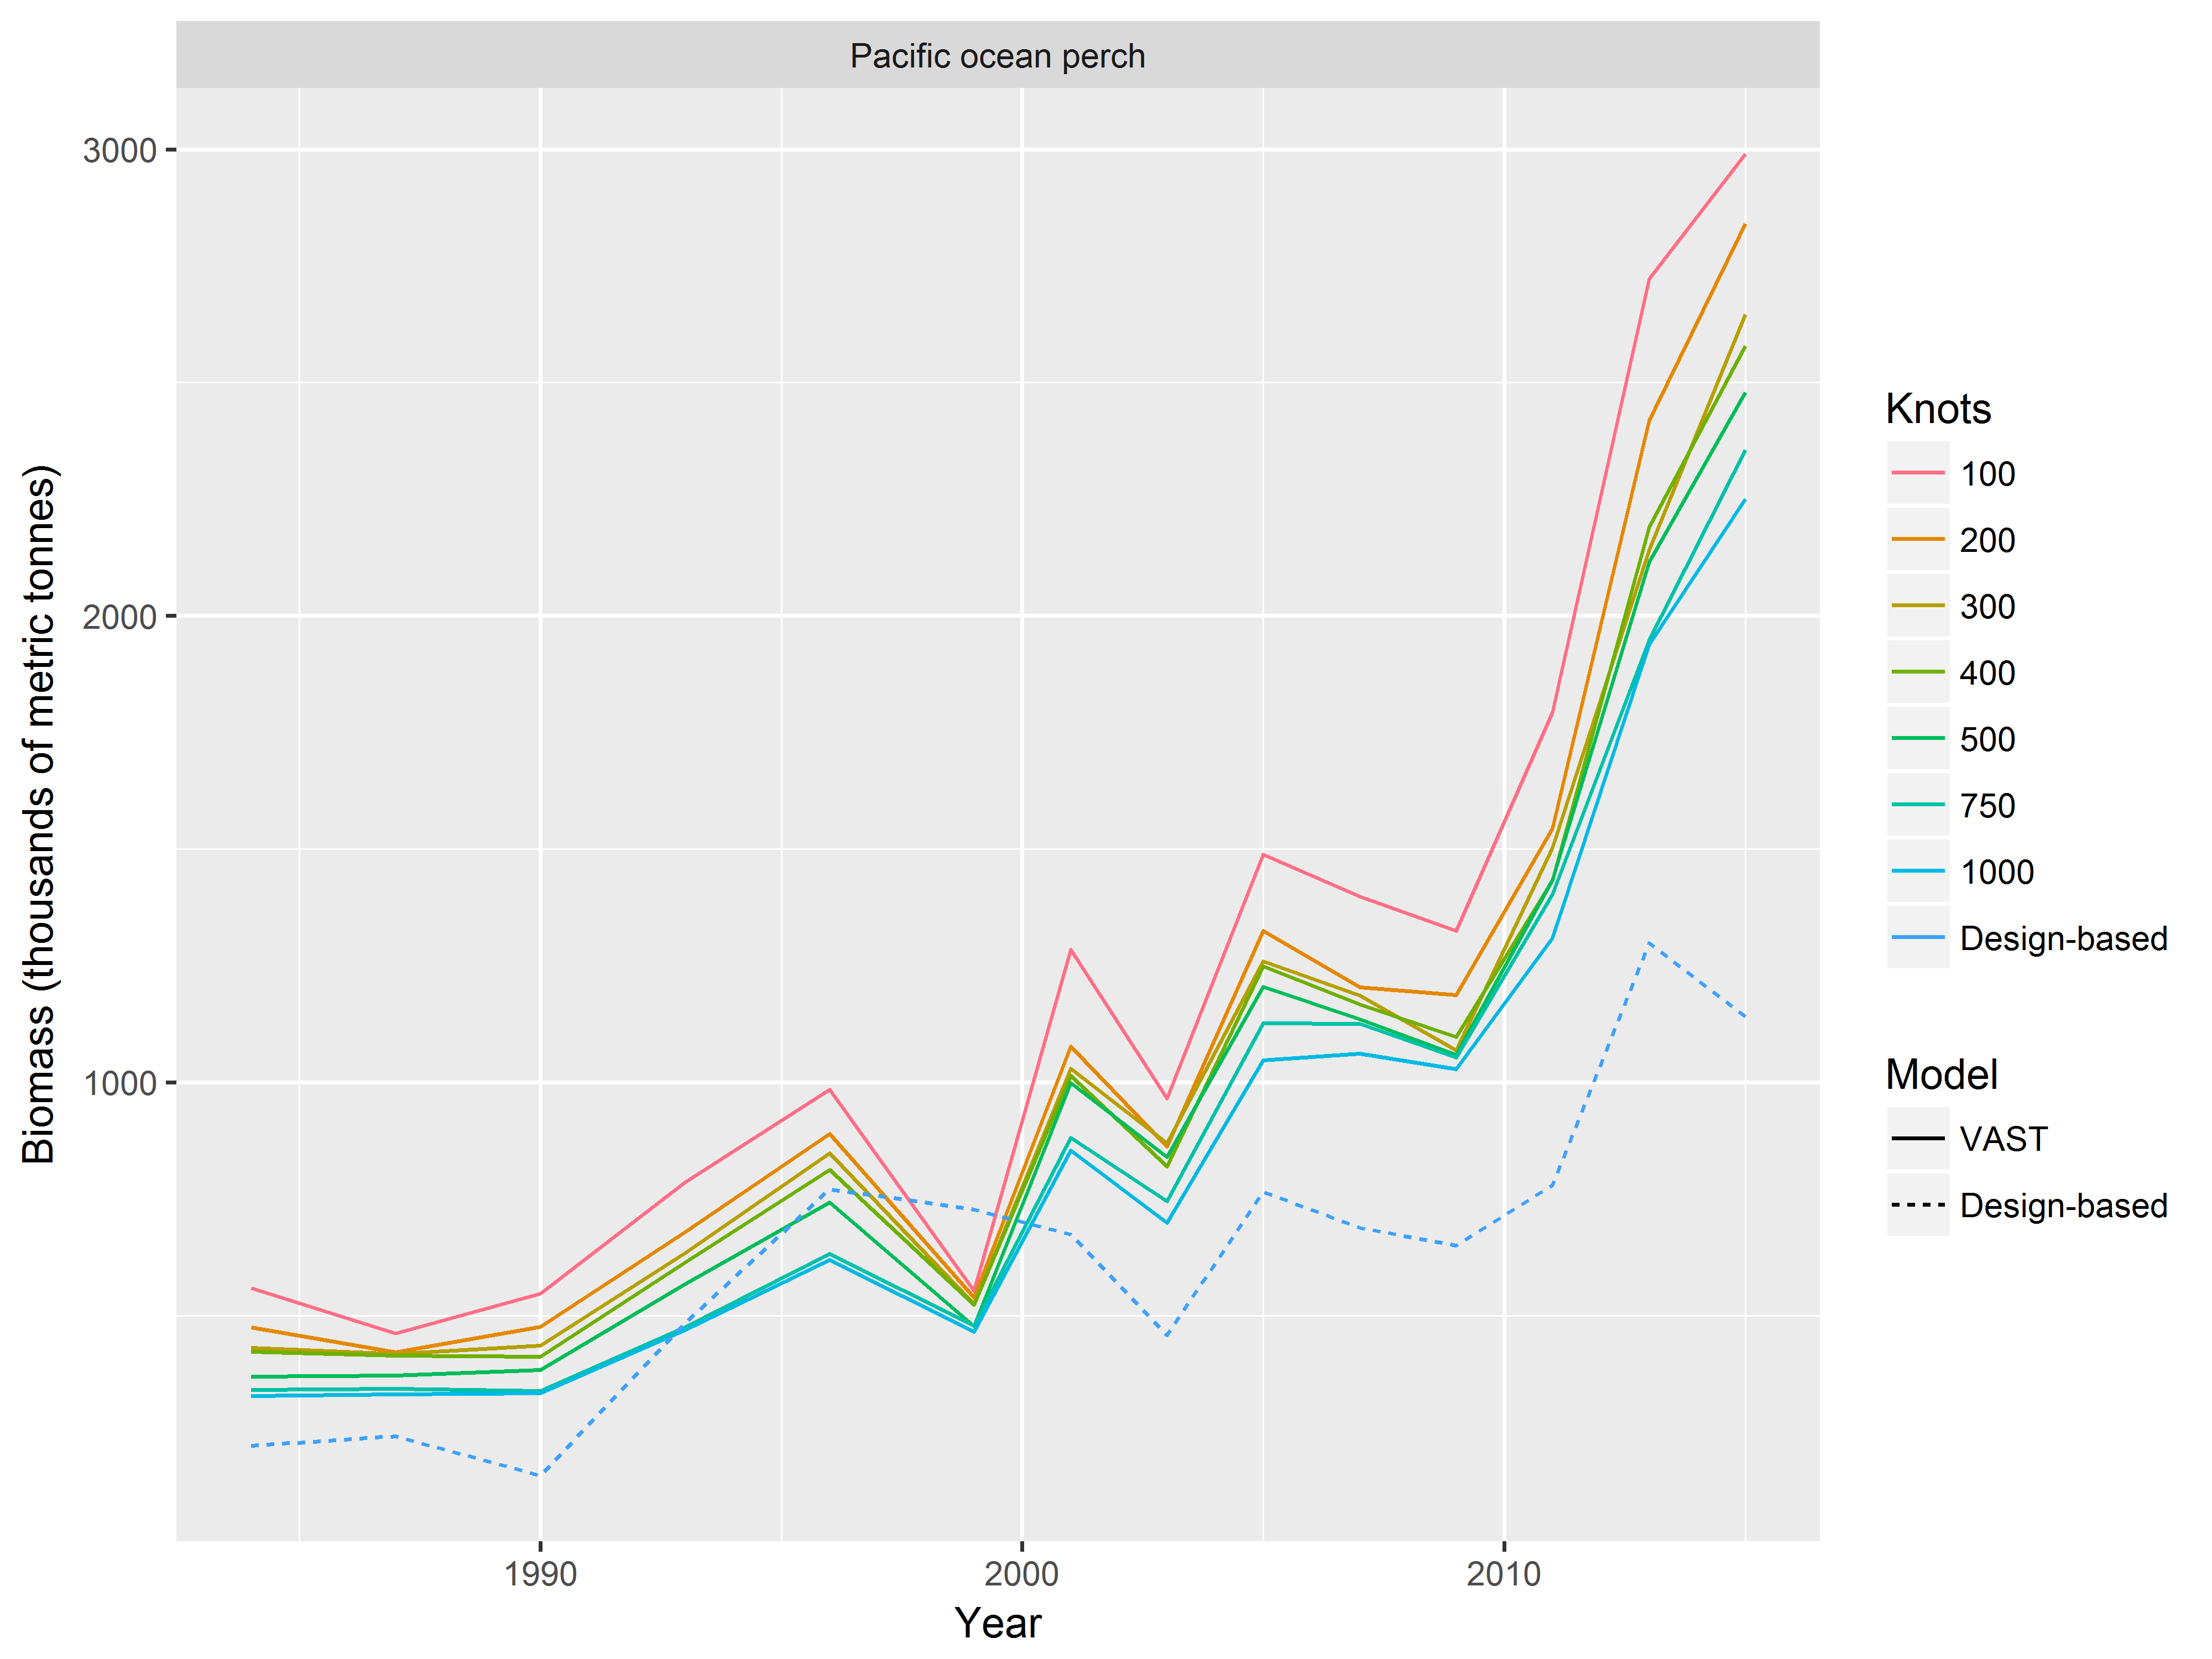 Pacific ocean perch
3000
2000
1000
Biomass (thousands of metric tonnes)
1990
2000
2010
Year
Knots
100
200
300
400
500
750
1000
Design-based
Model
VAST
Design-based